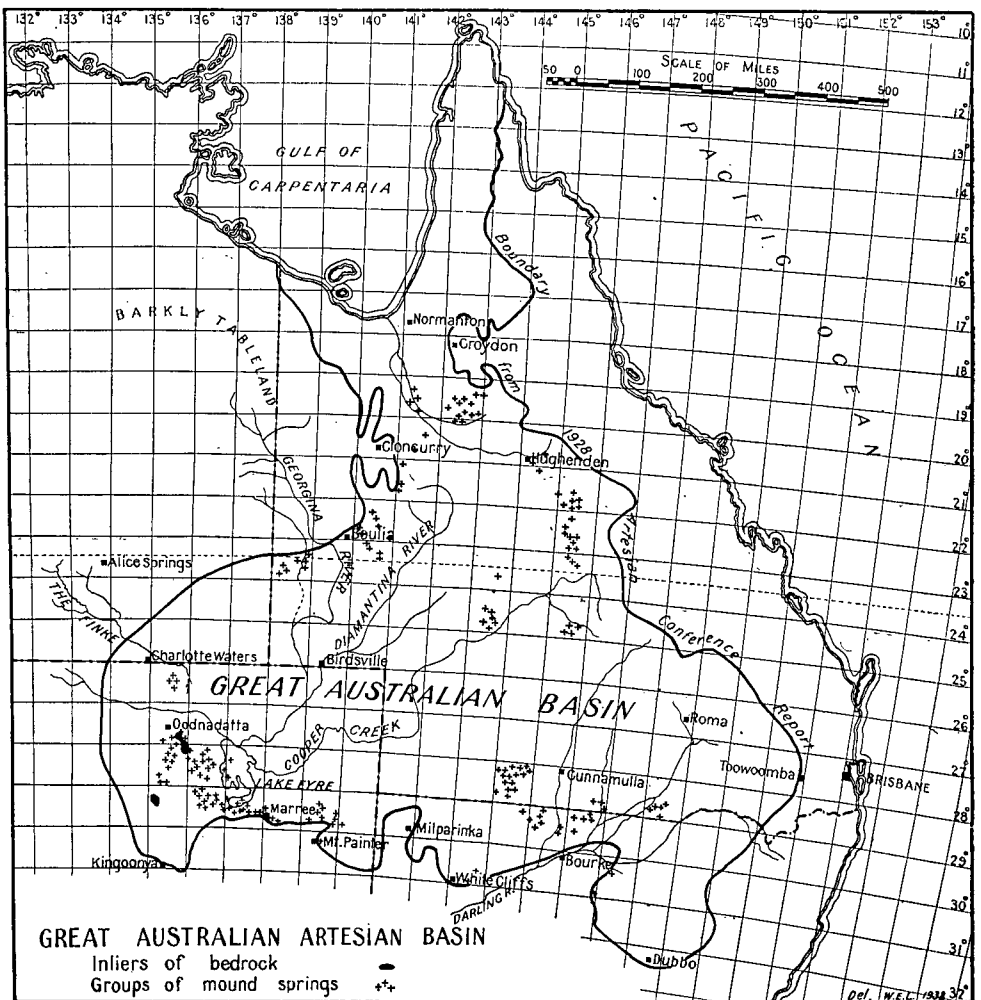 132° 133° 134° 135° 136° 137° 138° 139° 140° 141° 142° 143° 144° 145° 146° 147° 148° 149° 150° 151° 152° 153°
10°
SCALE OF MILES
50 0 100 200 300 400 500
11°
12°
PACIFIC OCEAN
13°
GULF OF
CARPENTARIA
14°
15°
Boundary
16°
BARKLY TABLELAND
Normanton
17°
Croydon
from
18°
19°
1928
Cloncurry
Hughenden
20°
GEORGINA
RIVER
21°
Artesian
Boulia
22°
Alice Springs
DIAMANTINA RIVER
23°
THE FINKE
Conference
24°
Charlotte Waters
Birdsville
25°
GREAT AUSTRALIAN BASIN
Report
26°
Oodnadatta
COOPER CREEK
Roma
27°
Cunnamulla
Toowoomba
BRISBANE
LAKE EYRE
28°
Marree
Milparinka
Mt. Painter
29°
Kingoonya
Bourke
White Cliffs
30°
DARLING R.
31°
GREAT AUSTRALIAN ARTESIAN BASIN
Dubbo
Inliers of bedrock
Groups of mound springs
Del. W.E.L. 1938
32°